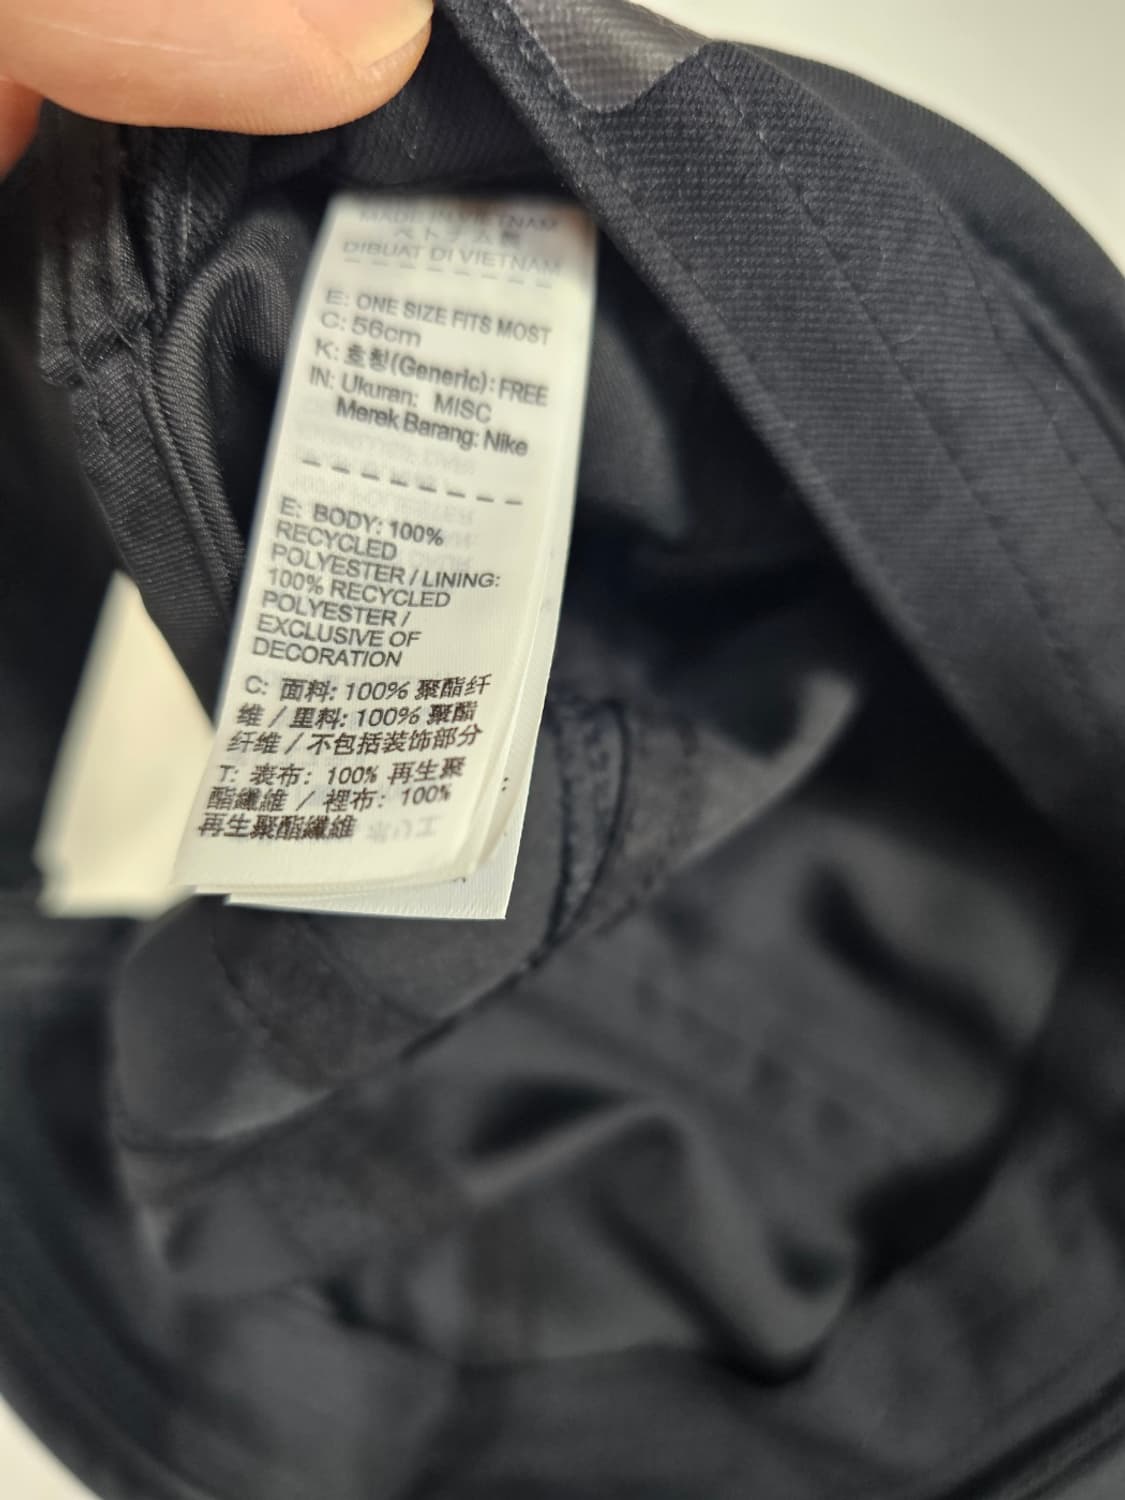 MADE IN VIETNAM
ベトナム製
DIBUAT DI VIETNAM
E: ONE SIZE FITS MOST
C: 56cm
K: 호칭(Generic): FREE
IN: Ukuran: MISC
Merek Barang: Nike
E: BODY: 100%
RECYCLED
POLYESTER / LINING:
100% RECYCLED
POLYESTER /
EXCLUSIVE OF
DECORATION
C: 面料: 100% 聚酯纤
维 / 里料: 100% 聚酯
纤维 / 不包括装饰部分
T: 表布: 100% 再生聚
酯纖維 / 裡布: 100%
再生聚酯纖維